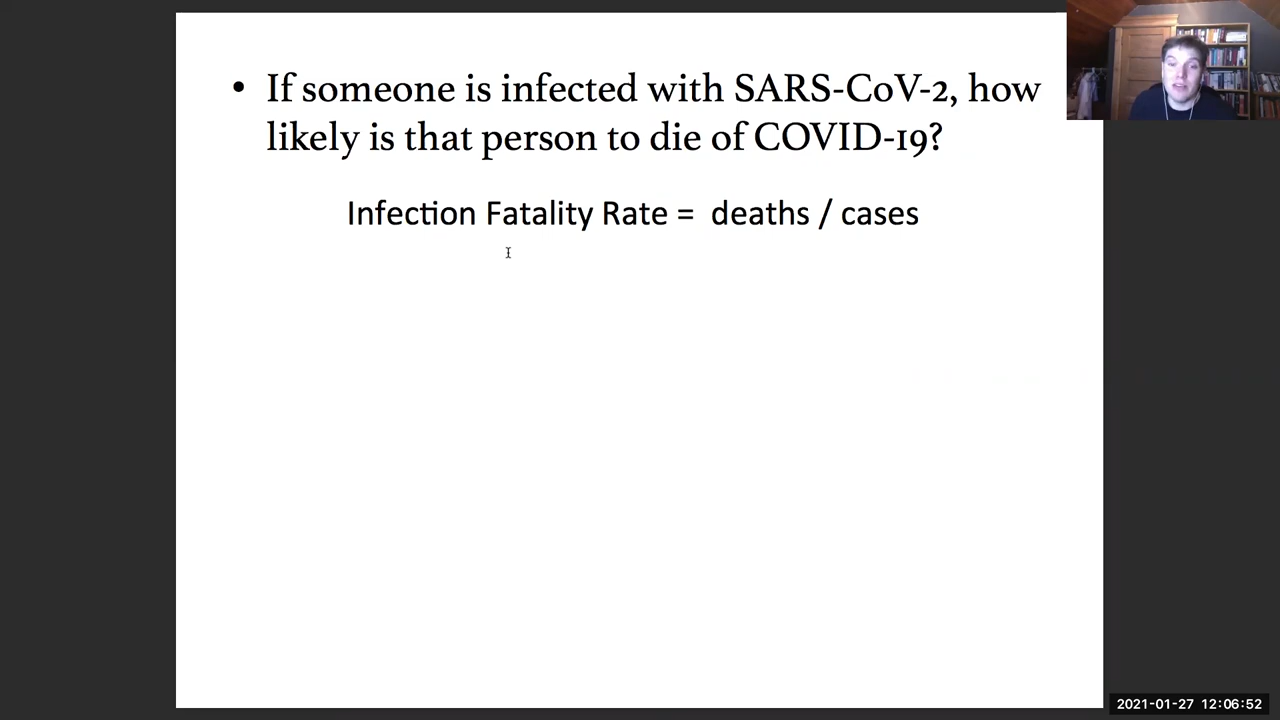 • If someone is infected with SARS-CoV-2, how
likely is that person to die of COVID-19?
Infection Fatality Rate = deaths / cases
2021-01-27 12:06:52